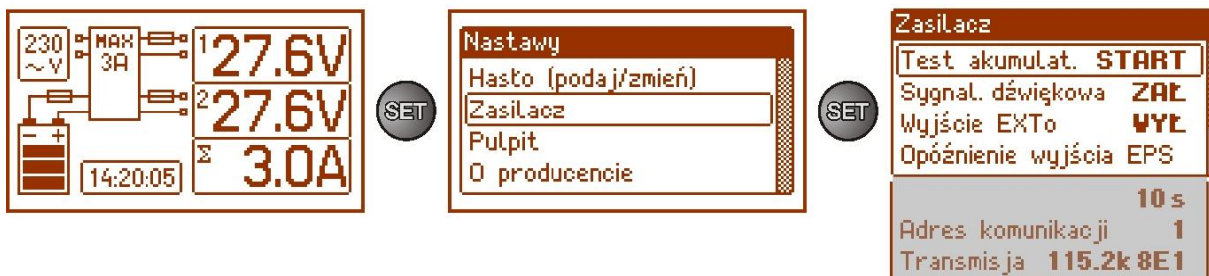 230
~V
MAX
3A
1 27.6V
2 27.6V
Σ 3.0A
- +
14:20:05
SET
Nastawy
Hasło (podaj/zmień)
Zasilacz
Pulpit
O producencie
SET
Zasilacz
Test akumulat. START
Sygnal. dźwiękowa ZAŁ
Wyjście EXTo WYŁ
Opóźnienie wyjścia EPS
10 s
Adres komunikacji 1
Transmisja 115.2k 8E1